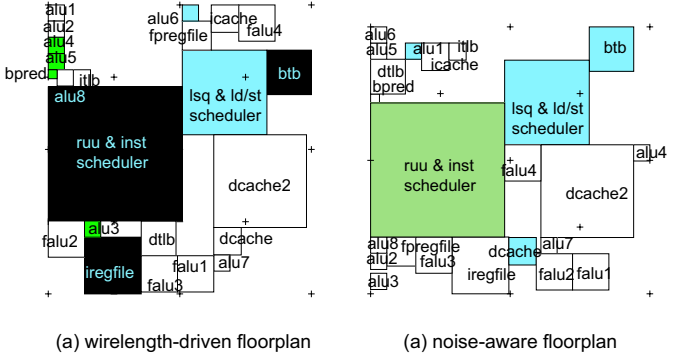 alu1
alu2
alu4
alu5
bpred
itlb
alu8
alu6
icache
fpregfile
falu4
btb
lsq & ld/st
scheduler
ruu & inst
scheduler
dcache2
alu3
falu2
dtlb
dcache
iregfile
falu1
alu7
falu3
(a) wirelength-driven floorplan
alu6
alu5
alu1
itlb
icache
dtlb
bpred
btb
lsq & ld/st
scheduler
ruu & inst
scheduler
falu4
alu4
dcache2
alu8
fpregfile
alu2
falu3
dcache
alu7
alu3
iregfile
falu2
falu1
(a) noise-aware floorplan